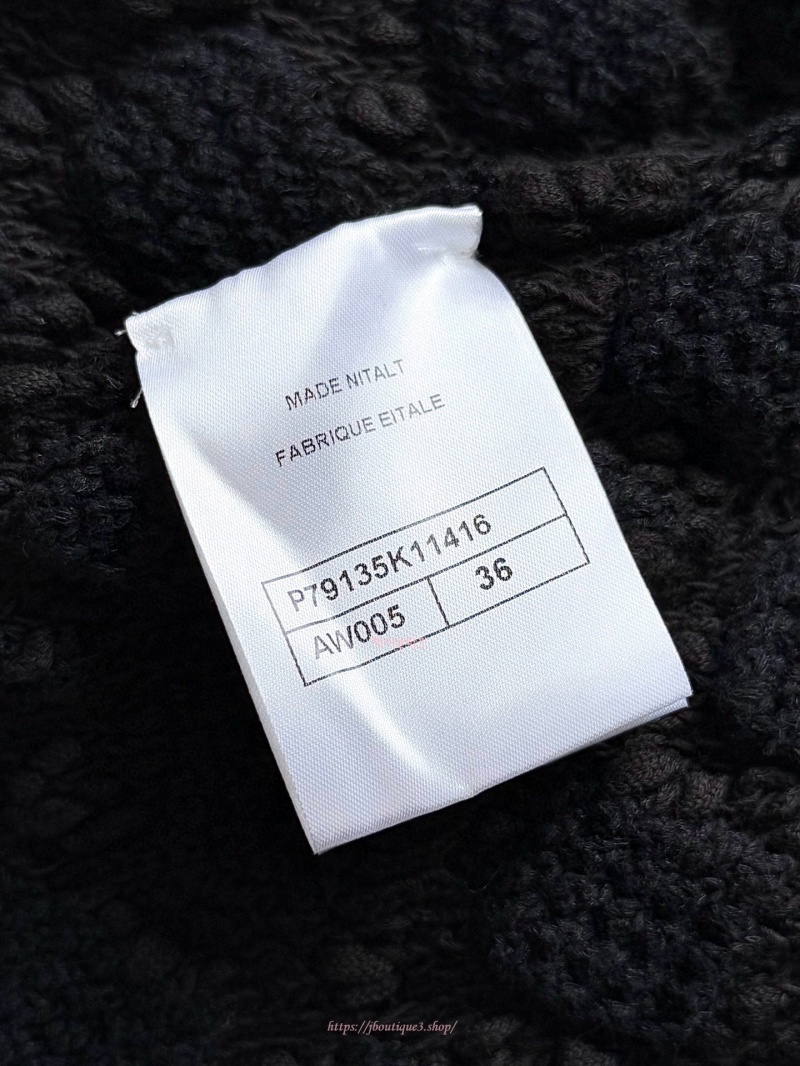 MADE NITALT
FABRIQUE EITALE
P79135K11416
AW005 36
https://jboutique3.shop/